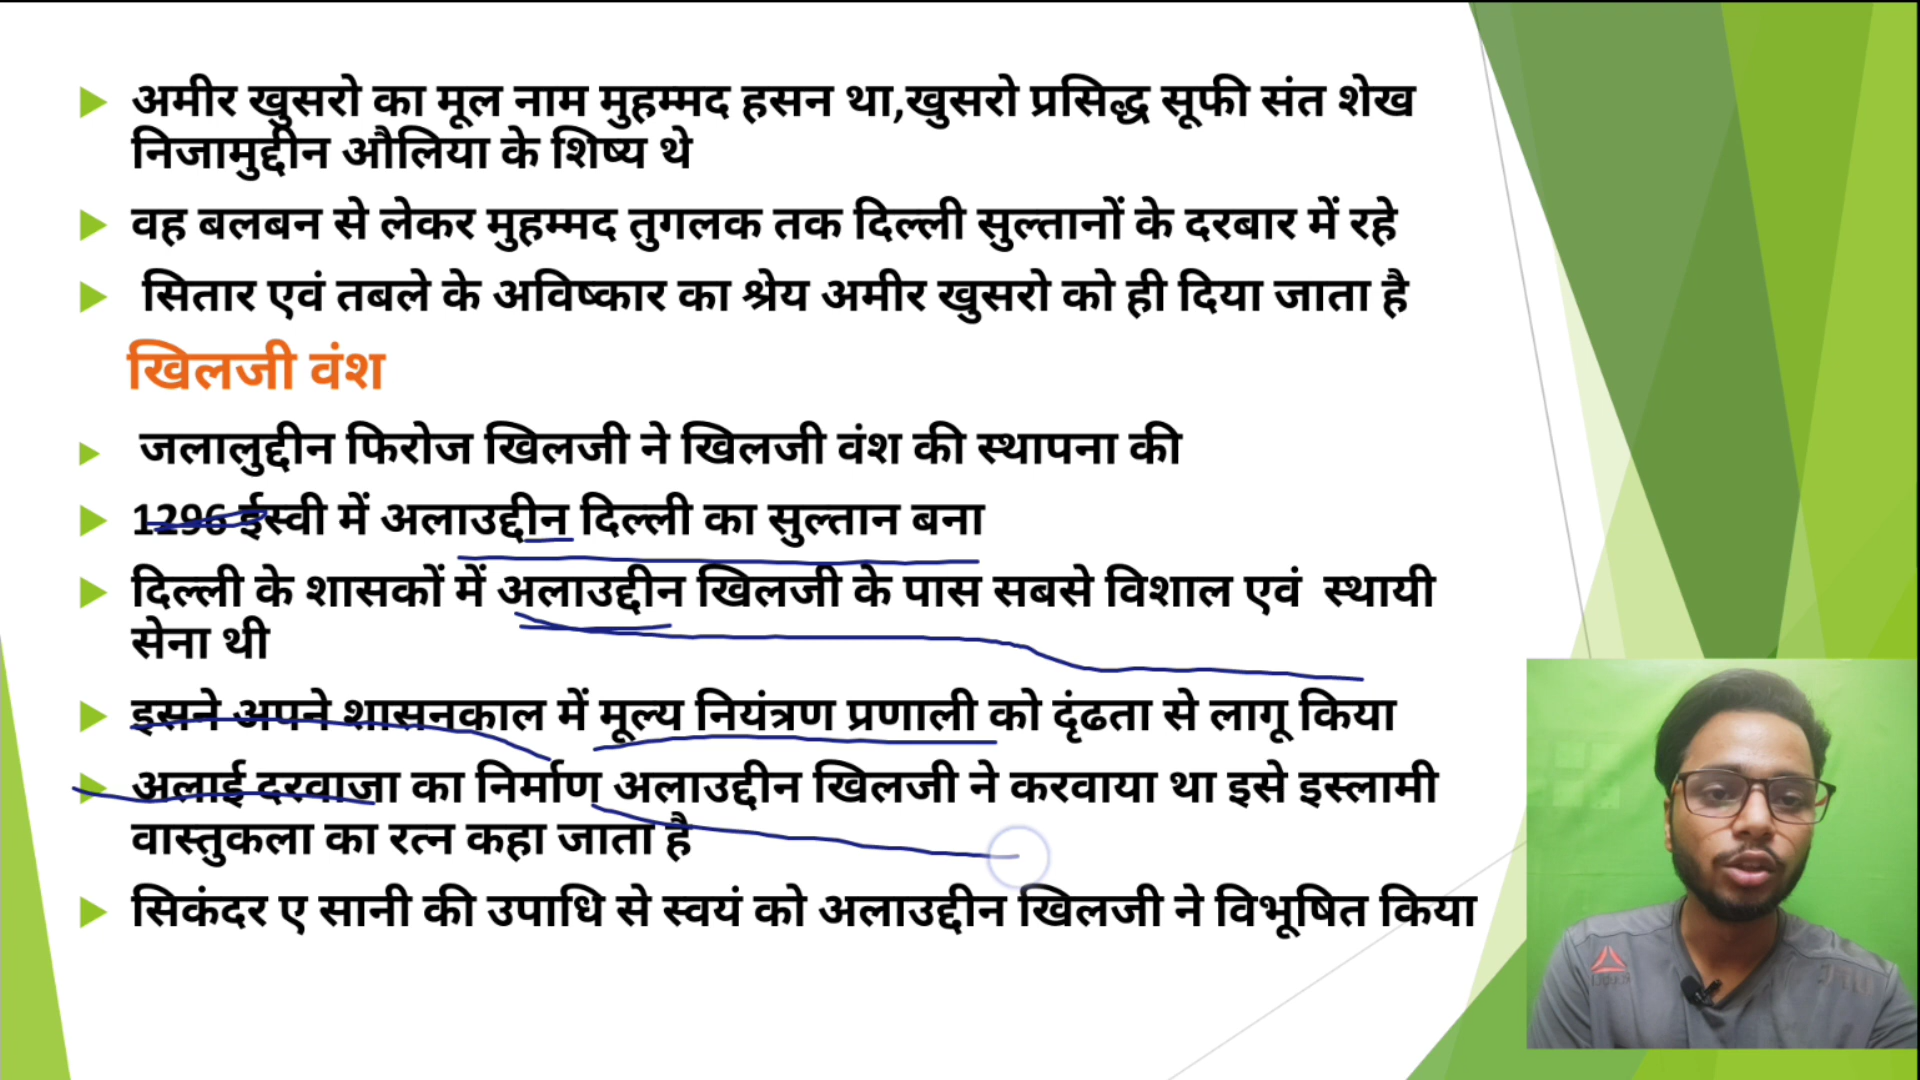 अमीर खुसरो का मूल नाम मुहम्मद हसन था,खुसरो प्रसिद्ध सूफी संत शेख
निजामुद्दीन औलिया के शिष्य थे
वह बलबन से लेकर मुहम्मद तुगलक तक दिल्ली सुल्तानों के दरबार में रहे
सितार एवं तबले के अविष्कार का श्रेय अमीर खुसरो को ही दिया जाता है
खिलजी वंश
जलालुद्दीन फिरोज खिलजी ने खिलजी वंश की स्थापना की
1296 ईस्वी में अलाउद्दीन दिल्ली का सुल्तान बना
दिल्ली के शासकों में अलाउद्दीन खिलजी के पास सबसे विशाल एवं स्थायी
सेना थी
इसने अपने शासनकाल में मूल्य नियंत्रण प्रणाली को दृंढता से लागू किया
अलाई दरवाजा का निर्माण अलाउद्दीन खिलजी ने करवाया था इसे इस्लामी
वास्तुकला का रत्न कहा जाता है
सिकंदर ए सानी की उपाधि से स्वयं को अलाउद्दीन खिलजी ने विभूषित किया